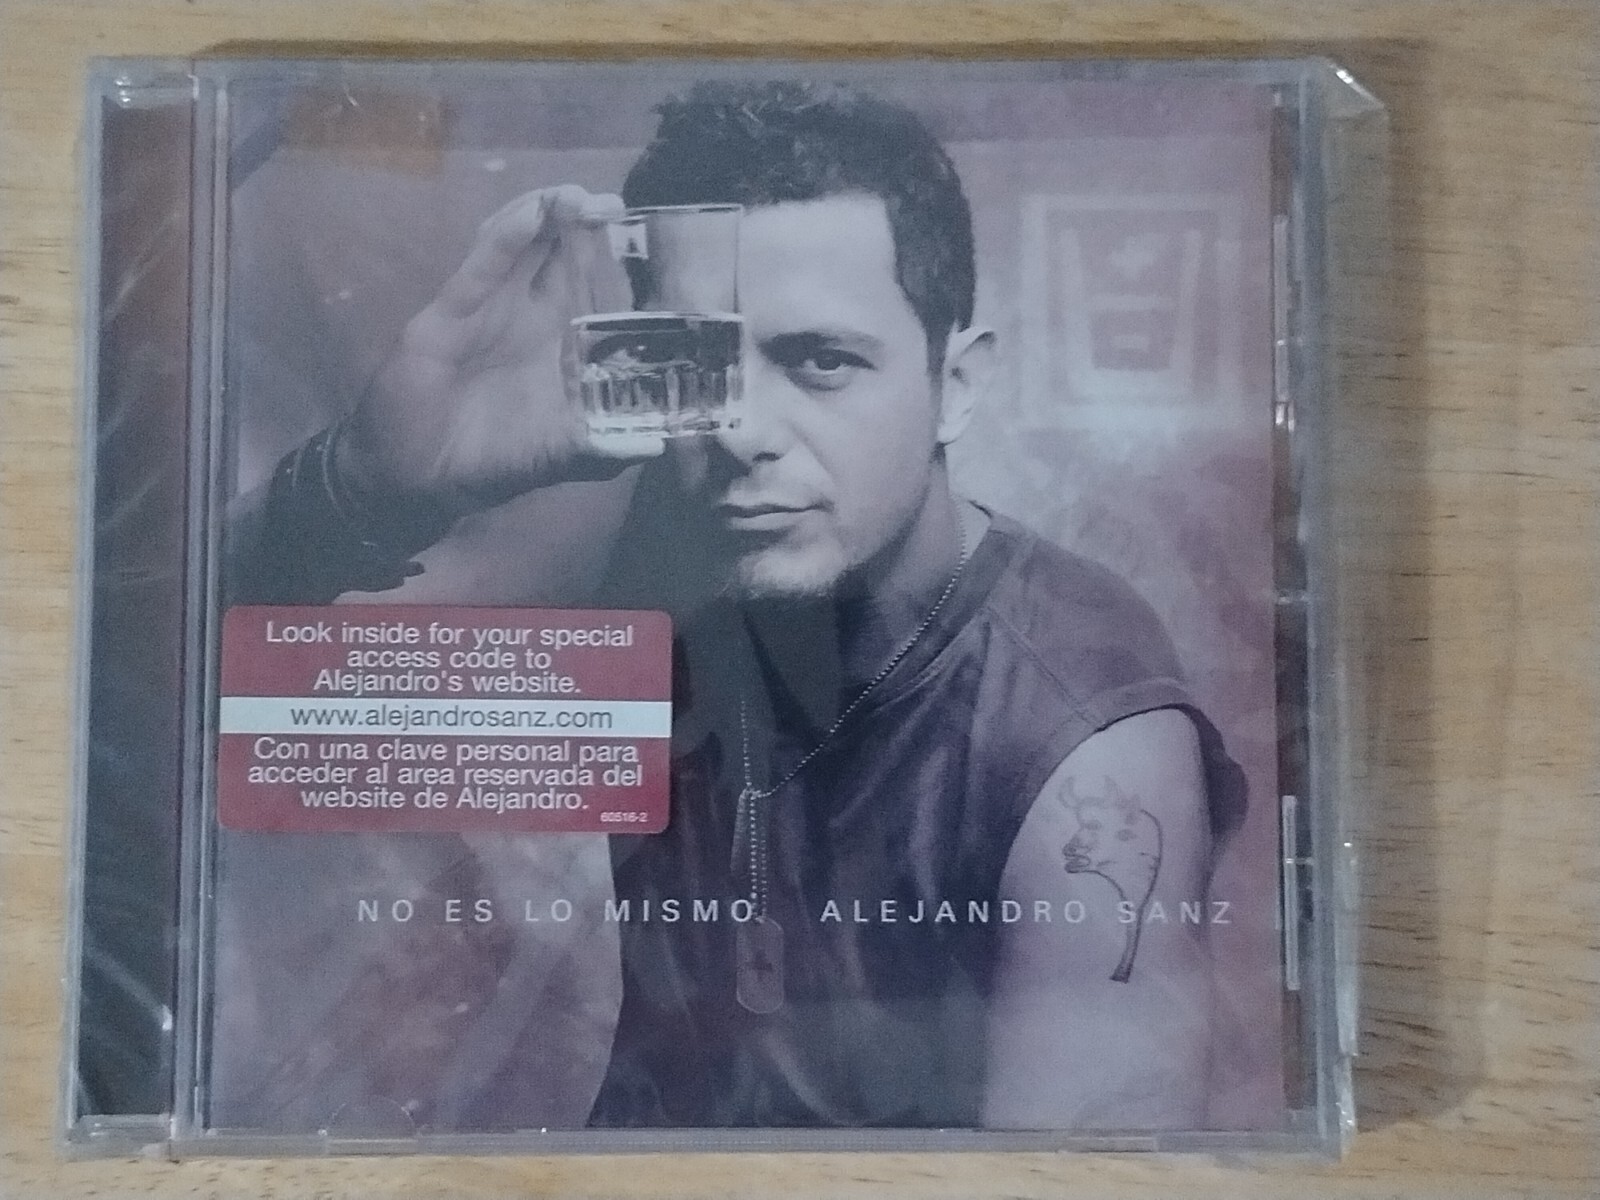 Look inside for your special
access code to
Alejandro's website.
www.alejandrosanz.com
Con una clave personal para
acceder al area reservada del
website de Alejandro.
60516-2
NO ES LO MISMO ALEJANDRO SANZ